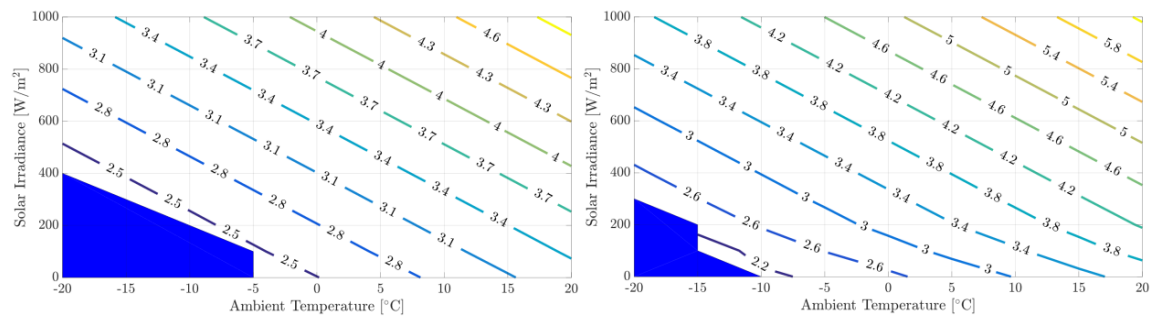 1000
800
600
400
200
0
Solar Irradiance [W/m²]
-20 -15 -10 -5 0 5 10 15 20
Ambient Temperature [°C]
3.4 3.7 4 4.3 4.6
3.1 3.4 3.7 4 4.3
2.8 3.1 3.4 3.7 4
2.5 2.8 3.1 3.4 3.7
2.5 2.8 3.1 3.4
2.5
1000
800
600
400
200
0
Solar Irradiance [W/m²]
-20 -15 -10 -5 0 5 10 15 20
Ambient Temperature [°C]
3.8 4.2 4.6 5 5.4 5.8
3.4 3.8 4.2 4.6 5 5.4
3 3.4 3.8 4.2 4.6 5
2.6 3 3.4 3.8 4.2
2.6 3 3.4 3.8
2.2 2.6 3 3.4